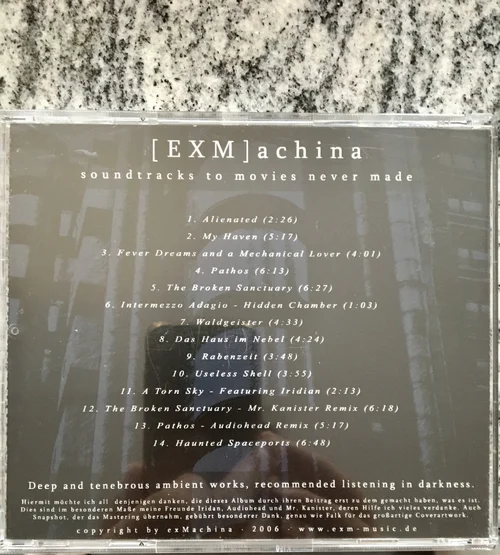 [EXM]achina
soundtracks to movies never made
1. Alienated (2:26)
2. My Haven (5:17)
3. Fever Dreams and a Mechanical Lover (4:01)
4. Pathos (6:13)
5. The Broken Sanctuary (6:27)
6. Intermezzo Adagio - Hidden Chamber (1:03)
7. Waldgeister (4:33)
8. Das Haus im Nebel (4:24)
9. Rabenzeit (3:48)
10. Useless Shell (3:55)
11. A Torn Sky - Featuring Iridian (2:13)
12. The Broken Sanctuary - Mr. Kanister Remix (6:18)
13. Pathos - Audiohead Remix (5:17)
14. Haunted Spaceports (6:48)
Deep and tenebrous ambient works, recommended listening in darkness.
Hiermit möchte ich all denjenigen danken, die dieses Album durch ihren Beitrag erst zu dem gemacht haben, was es ist.
Dies sind im besonderen Maße meine Freunde Iridan, Audiohead und Mr. Kanister, deren Hilfe ich vieles verdanke. Auch
Snapshot, der das Mastering übernahm, gebührt besonderer Dank, genau wie Falk für das großartige Coverartwork.
copyright by exMachina · 2006 · www.exm-music.de